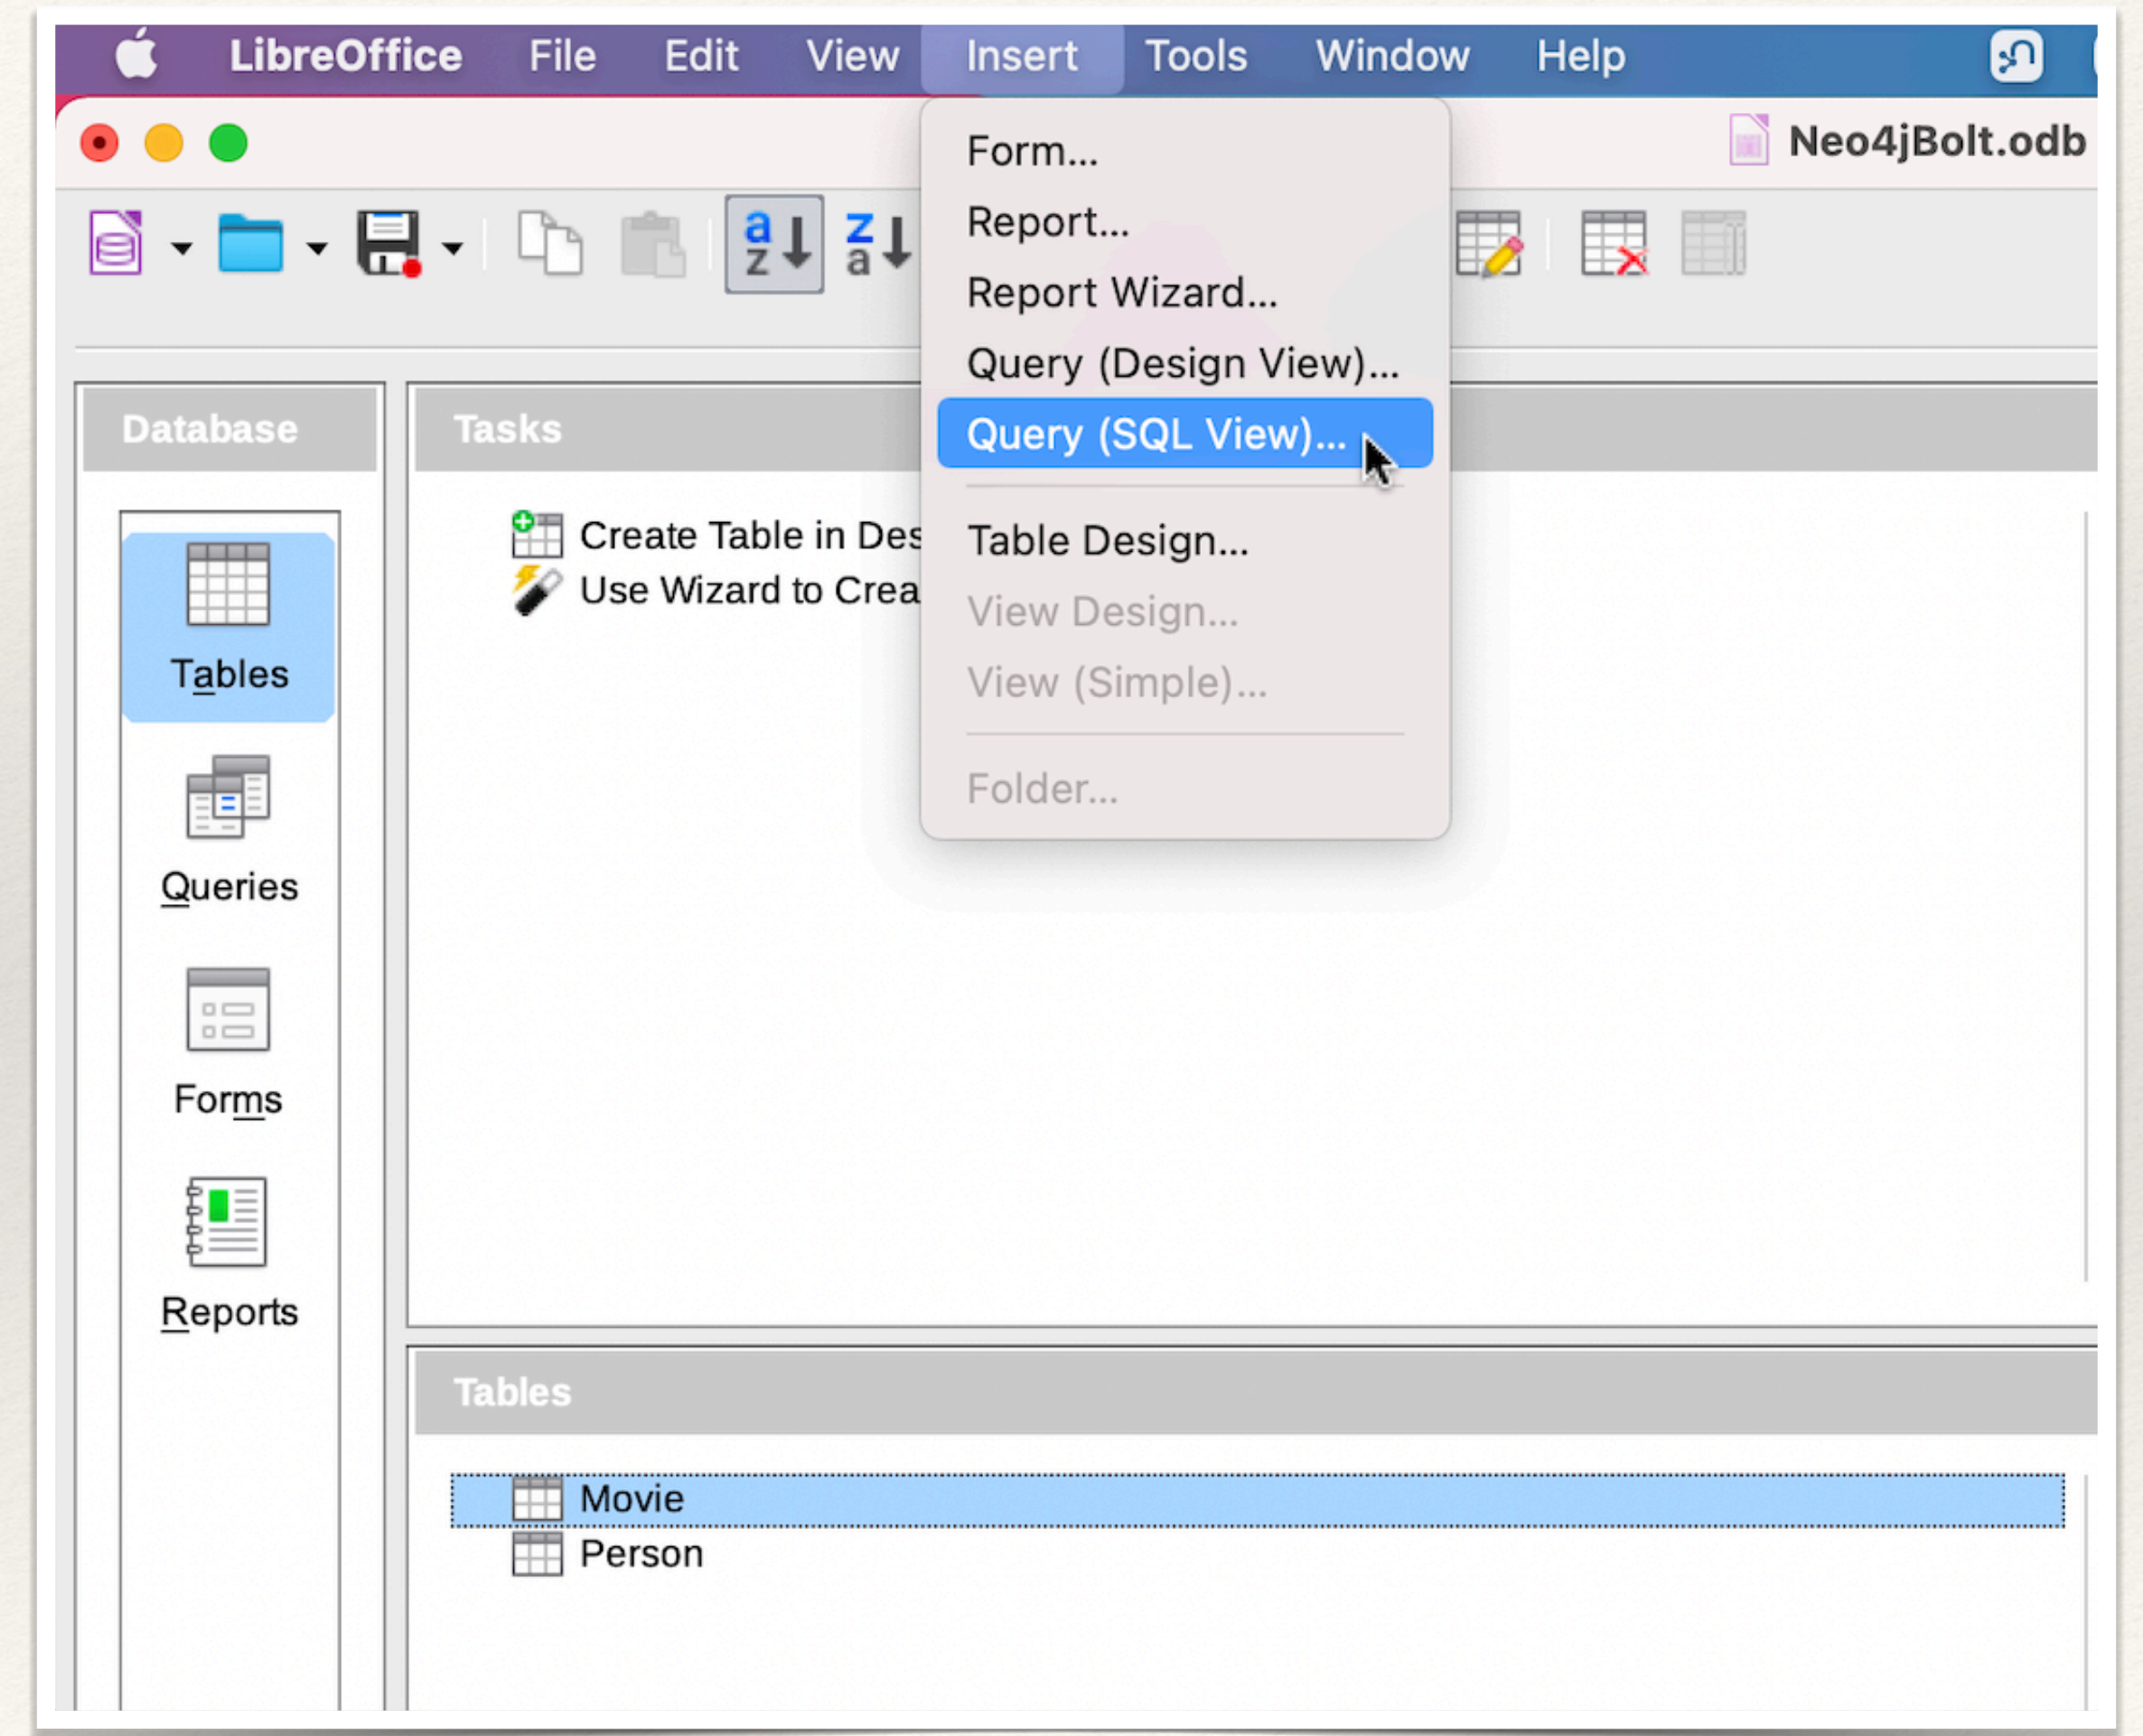 LibreOffice File Edit View Insert Tools Window Help
Neo4jBolt.odb
Form...
Report...
Report Wizard...
Query (Design View)...
Query (SQL View)...
Table Design...
View Design...
View (Simple)...
Folder...
a
z
z
a
Database
Tables
Queries
Forms
Reports
Tasks
Create Table in Des
Use Wizard to Crea
Tables
Movie
Person